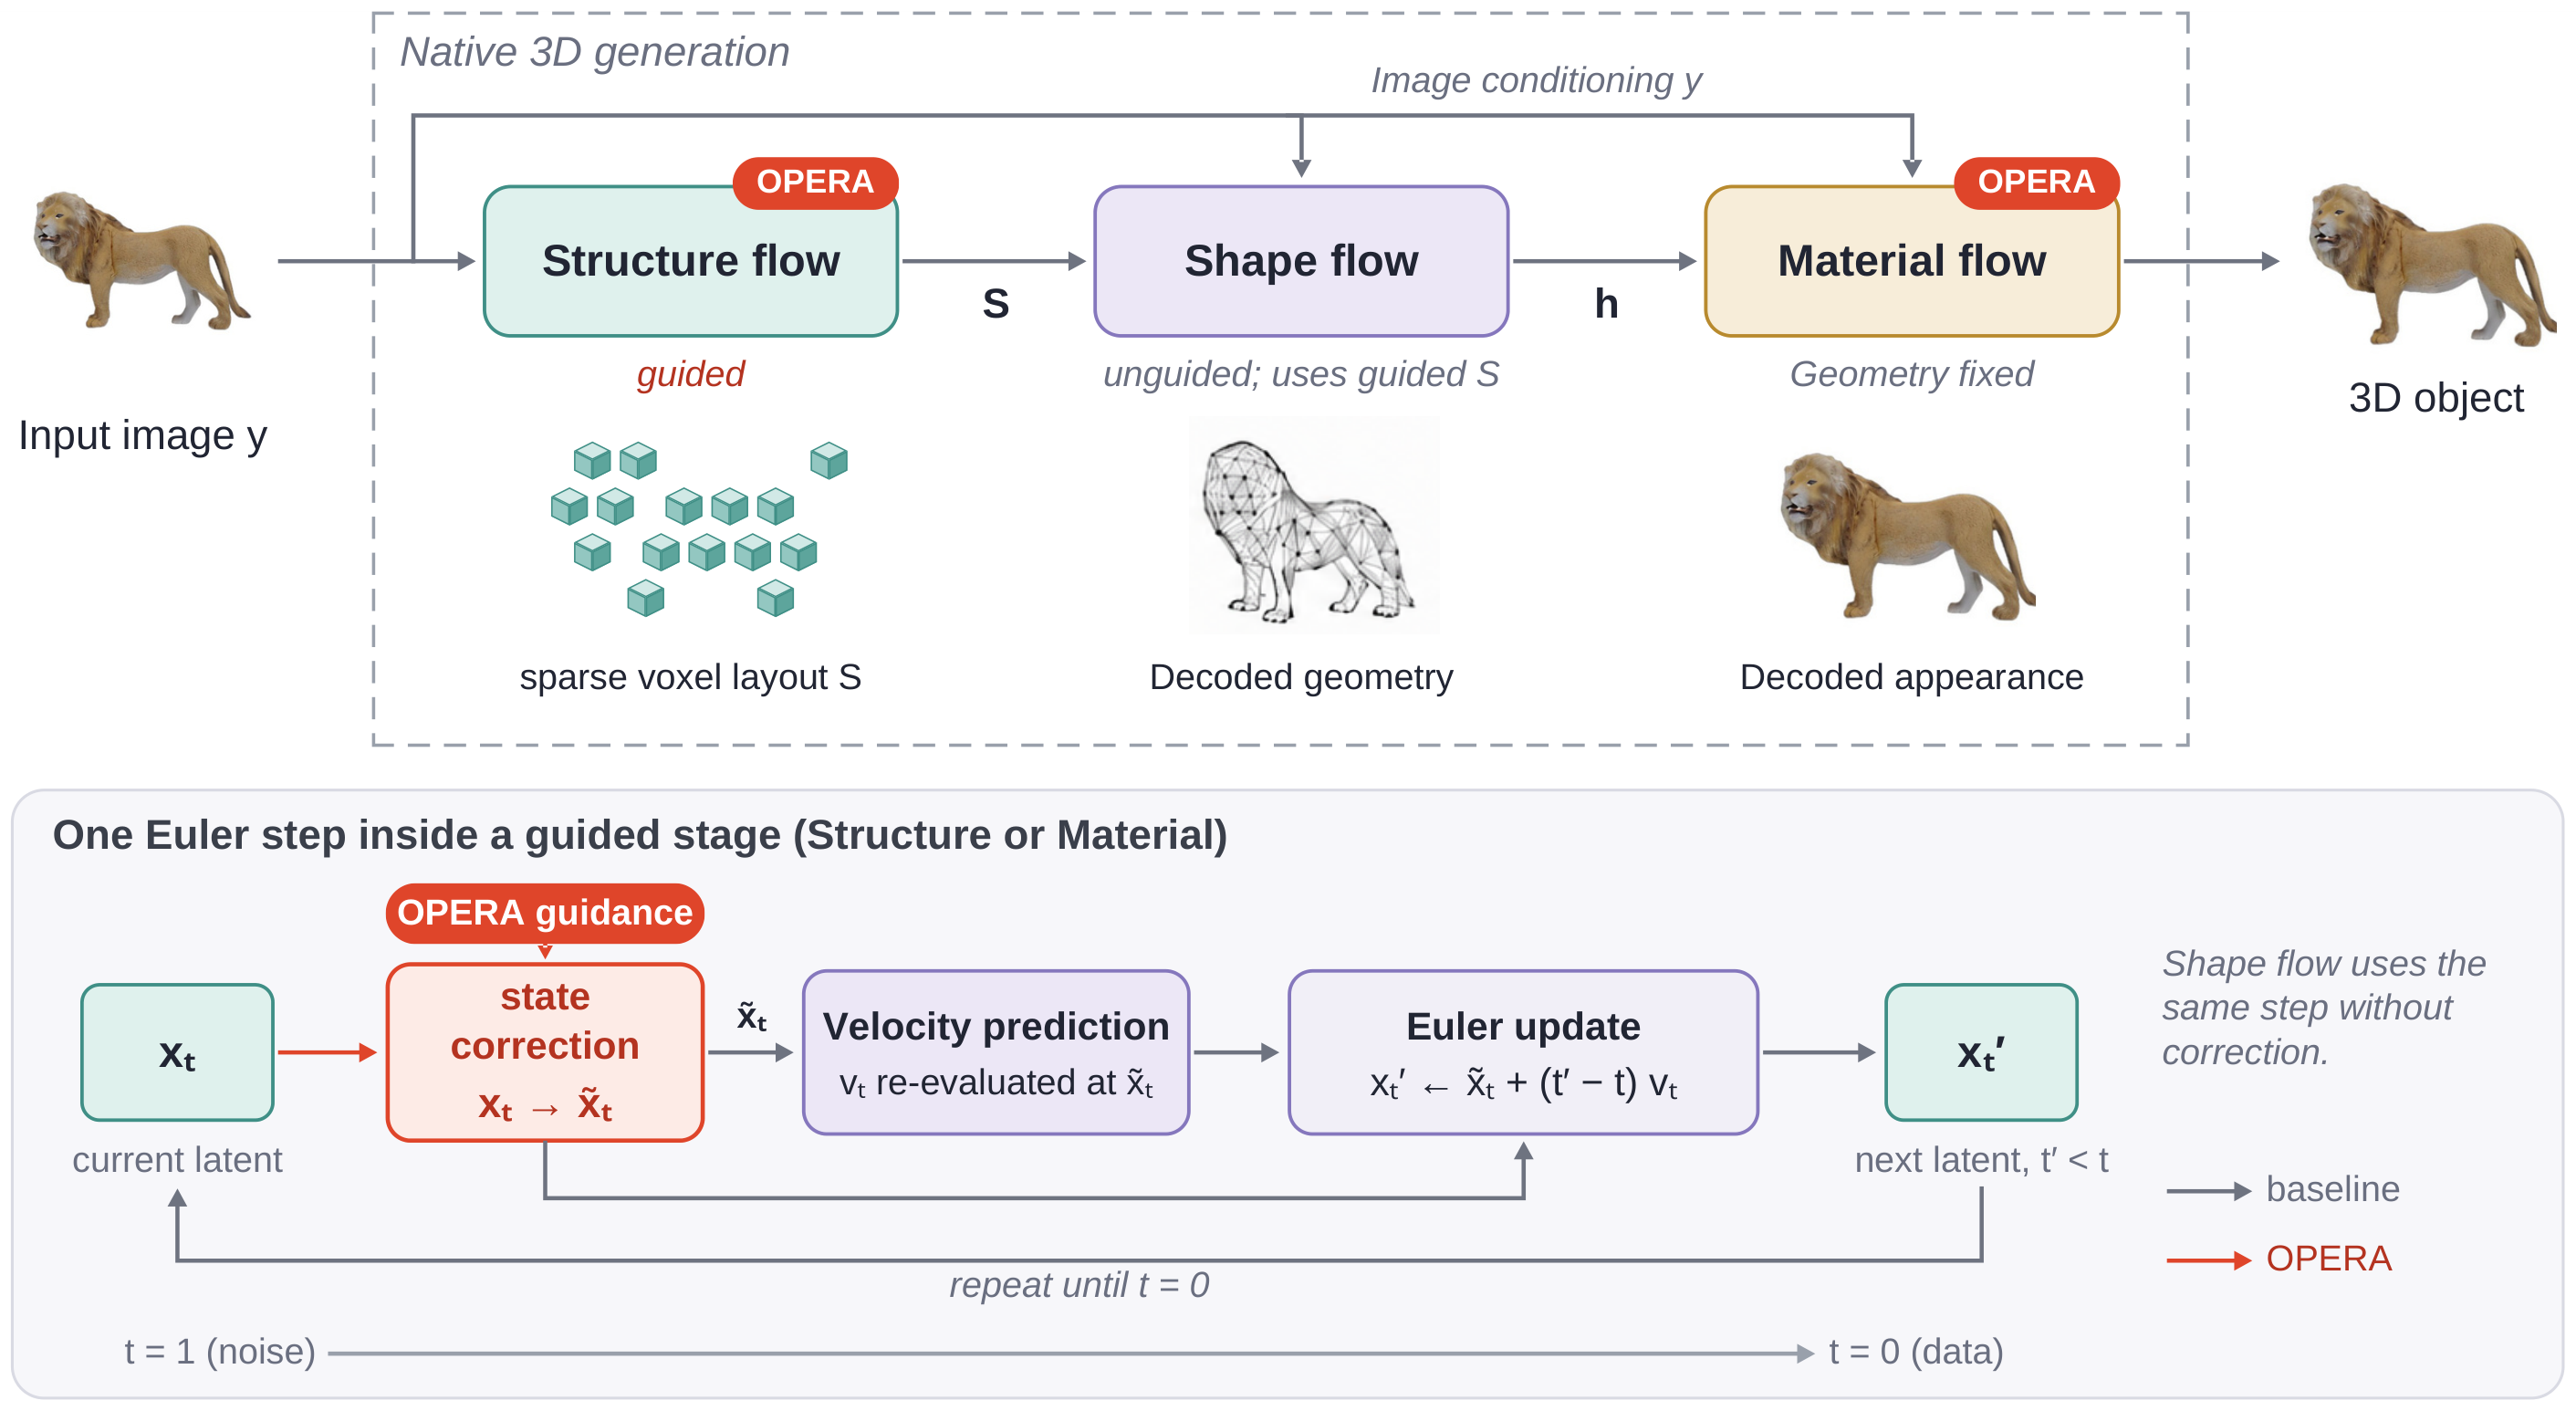 Native 3D generation
Image conditioning y
OPERA
OPERA
Structure flow
Shape flow
Material flow
S
h
guided
unguided; uses guided S
Geometry fixed
Input image y
3D object
sparse voxel layout S
Decoded geometry
Decoded appearance
One Euler step inside a guided stage (Structure or Material)
OPERA guidance
xₜ
current latent
state
correction
xₜ → x̃ₜ
x̃ₜ
Velocity prediction
vₜ re-evaluated at x̃ₜ
Euler update
xₜ′ ← x̃ₜ + (t′ − t) vₜ
xₜ′
next latent, t′ < t
Shape flow uses the
same step without
correction.
baseline
OPERA
repeat until t = 0
t = 1 (noise)
t = 0 (data)